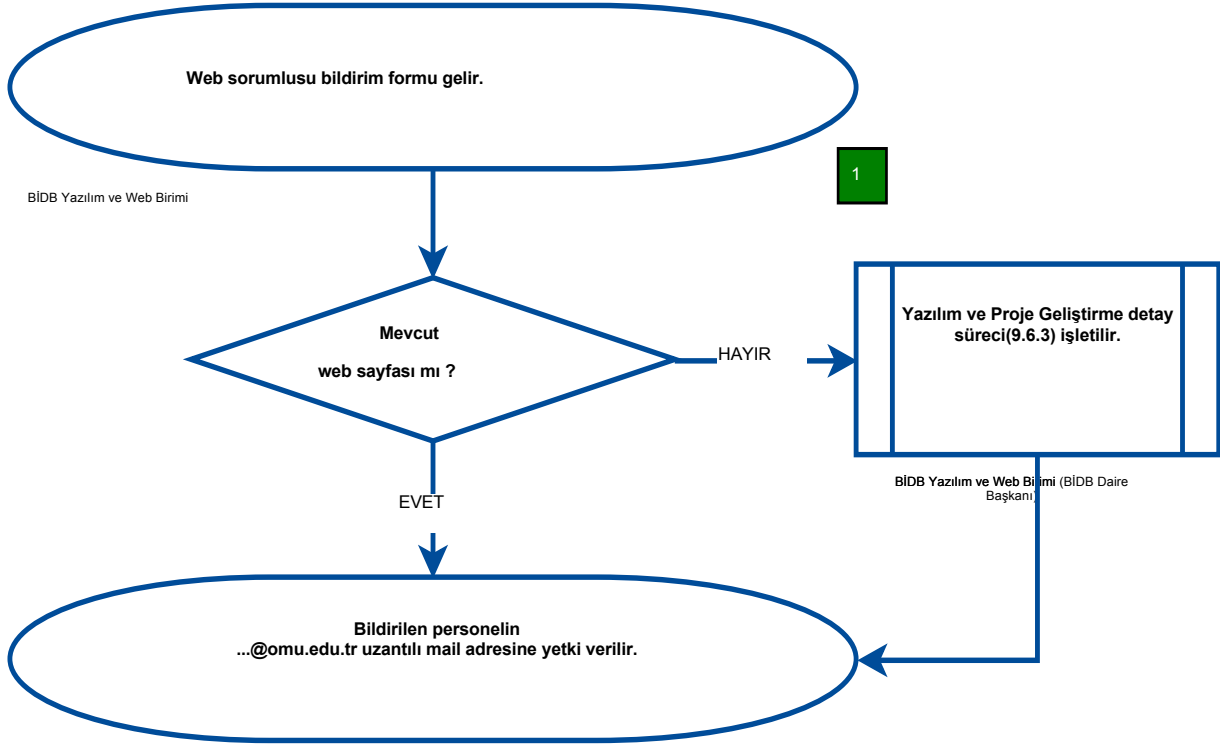 Web sorumlusu bildirim formu gelir.
1
BİDB Yazılım ve Web Birimi
Mevcut
web sayfası mı ?
HAYIR
Yazılım ve Proje Geliştirme detay
süreci(9.6.3) işletilir.
BİDB Yazılım ve Web Birimi (BİDB Daire
Başkanı)
EVET
Bildirilen personelin
...@omu.edu.tr uzantılı mail adresine yetki verilir.